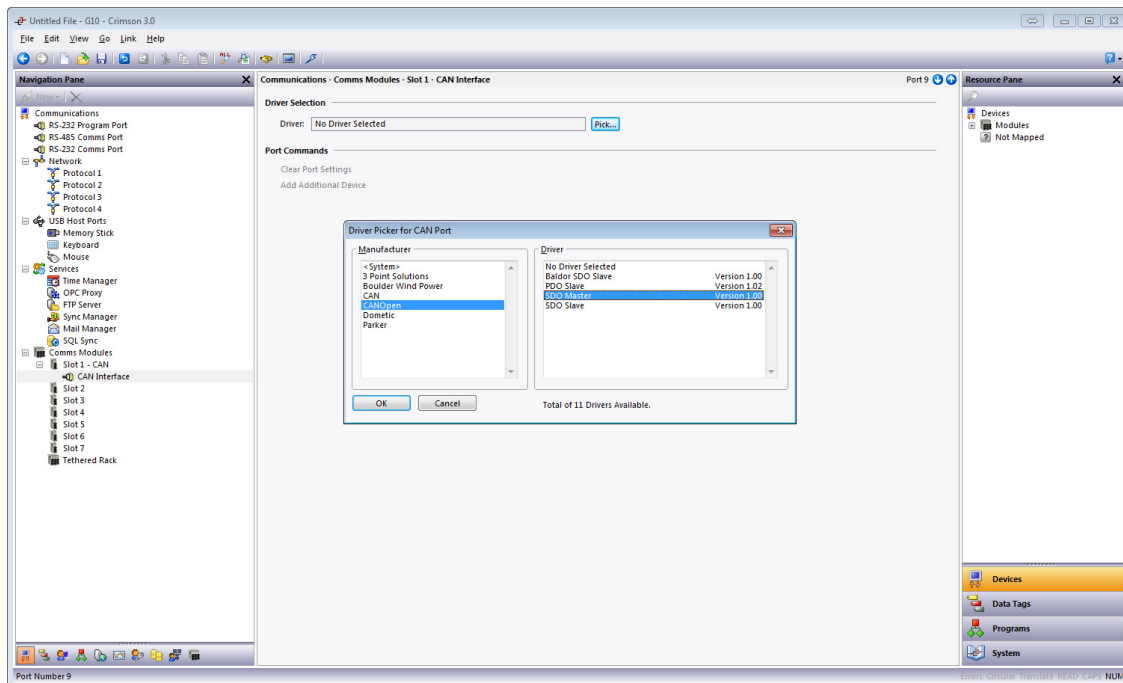 Untitled File - G10 - Crimson 3.0
File Edit View Go Link Help
Navigation Pane
New
Communications
RS-232 Program Port
RS-485 Comms Port
RS-232 Comms Port
Network
Protocol 1
Protocol 2
Protocol 3
Protocol 4
USB Host Ports
Memory Stick
Keyboard
Mouse
Services
Time Manager
OPC Proxy
FTP Server
Sync Manager
Mail Manager
SQL Sync
Comms Modules
Slot 1 - CAN
CAN Interface
Slot 2
Slot 3
Slot 4
Slot 5
Slot 6
Slot 7
Tethered Rack
Communications - Comms Modules - Slot 1 - CAN Interface Port 9
Driver Selection
Driver: No Driver Selected Pick...
Port Commands
Clear Port Settings
Add Additional Device
Driver Picker for CAN Port
Manufacturer
<System>
3 Point Solutions
Boulder Wind Power
CAN
CANOpen
Dometic
Parker
Driver
No Driver Selected
Baldor SDO Slave Version 1.00
PDO Slave Version 1.02
SDO Master Version 1.00
SDO Slave Version 1.00
OK Cancel Total of 11 Drivers Available.
Resource Pane
Devices
Modules
Not Mapped
Devices
Data Tags
Programs
System
Port Number 9
Errors Circular Translate READ CAPS NUM